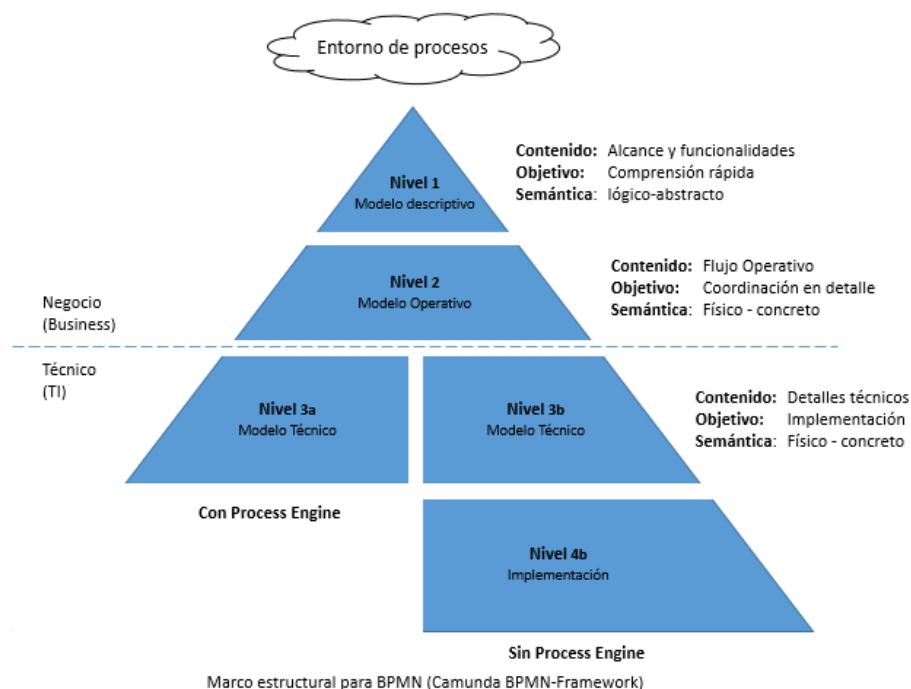 Entorno de procesos
Nivel 1
Modelo descriptivo
Contenido: Alcance y funcionalidades
Objetivo: Comprensión rápida
Semántica: lógico-abstracto
Nivel 2
Modelo Operativo
Contenido: Flujo Operativo
Objetivo: Coordinación en detalle
Semántica: Físico - concreto
Negocio
(Business)
Técnico
(TI)
Nivel 3a
Modelo Técnico
Nivel 3b
Modelo Técnico
Contenido: Detalles técnicos
Objetivo: Implementación
Semántica: Físico - concreto
Con Process Engine
Nivel 4b
Implementación
Sin Process Engine
Marco estructural para BPMN (Camunda BPMN-Framework)